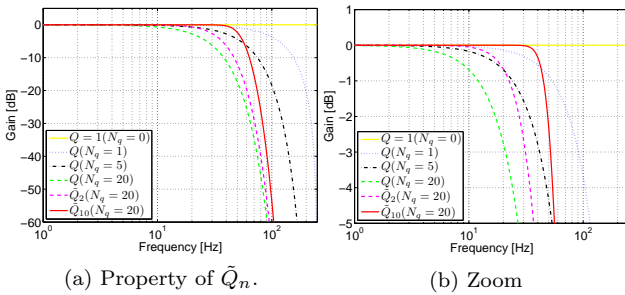 0
−10
−20
−30
−40
−50
−60
Gain [dB]
Q = 1(N_q = 0)
Q(N_q = 1)
Q(N_q = 5)
Q(N_q = 20)
Q̃_2(N_q = 20)
Q̃_10(N_q = 20)
10^0
10^1
10^2
Frequency [Hz]
(a) Property of Q̃_n.
1
0
−1
−2
−3
−4
−5
Gain [dB]
Q = 1(N_q = 0)
Q(N_q = 1)
Q(N_q = 5)
Q(N_q = 20)
Q̃_2(N_q = 20)
Q̃_10(N_q = 20)
10^0
10^1
10^2
Frequency [Hz]
(b) Zoom